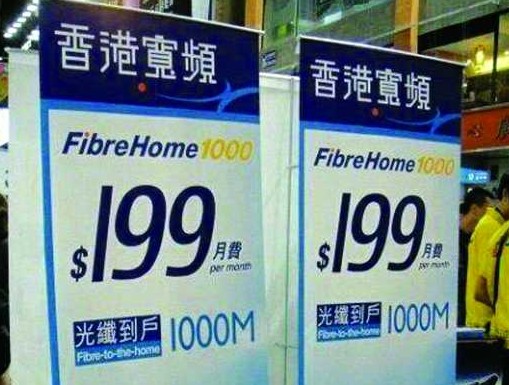 香港寬頻
FibreHome1000
$199 月費
per month
光纖到戶 1000M
Fibre-to-the-home
香港寬頻
FibreHome1000
$199 月費
per month
光纖到戶 1000M
Fibre-to-the-home
心